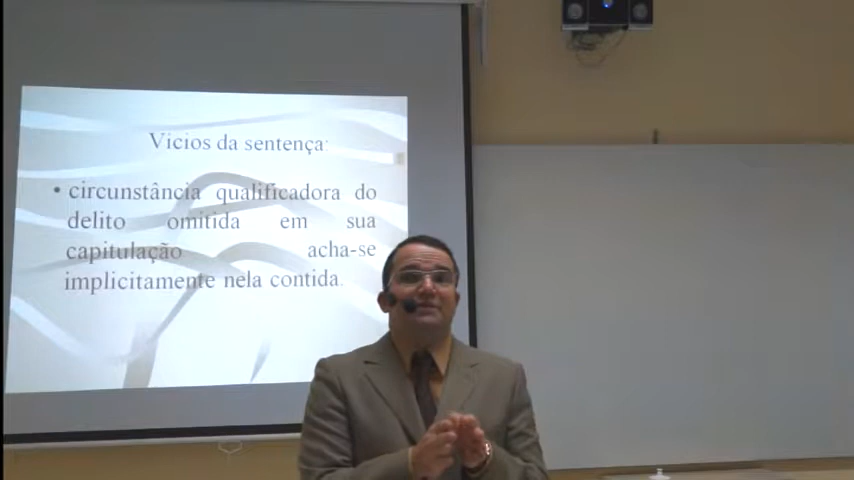 Vícios da sentença:
• circunstância qualificadora do
delito omitida em sua
capitulação acha-se
implicitamente nela contida.